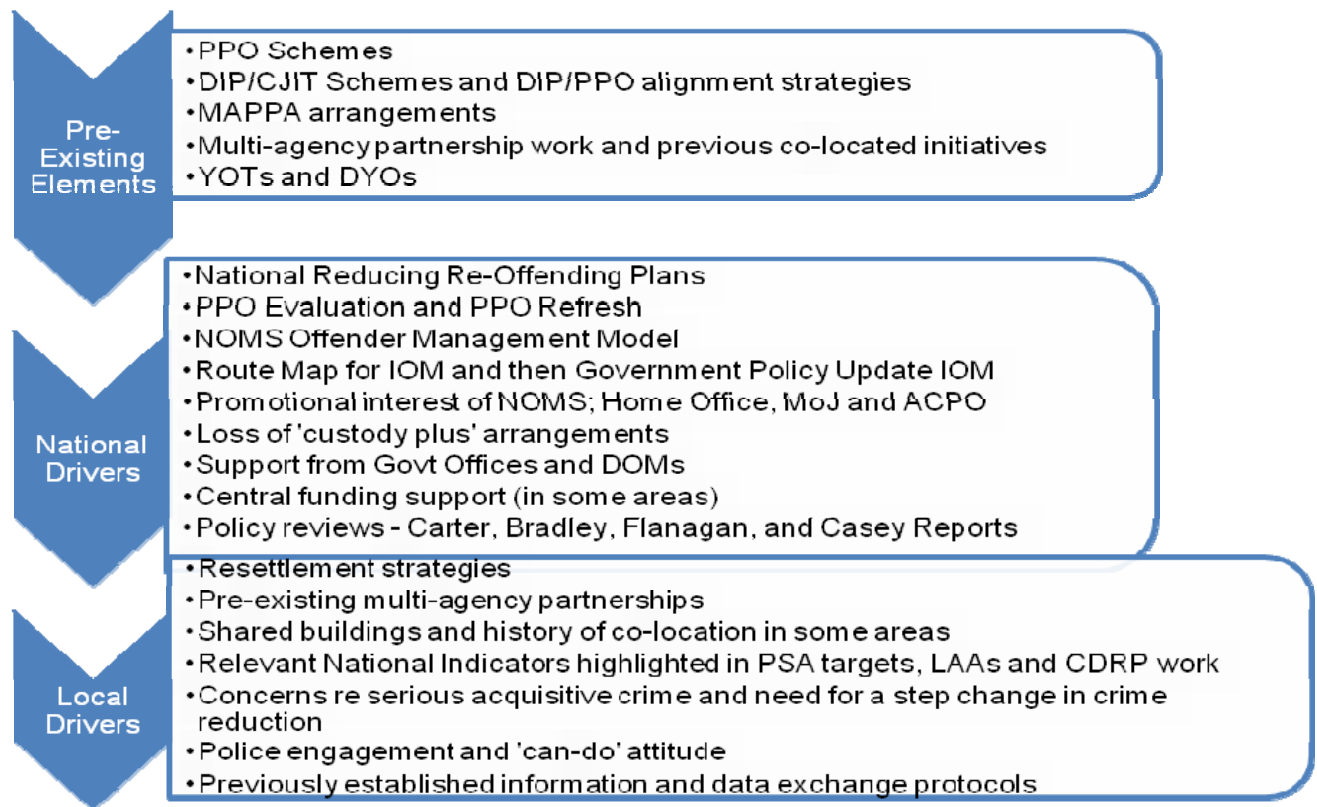 Pre-
Existing
Elements
•PPO Schemes
•DIP/CJIT Schemes and DIP/PPO alignment strategies
•MAPPA arrangements
•Multi-agency partnership work and previous co-located initiatives
•YOTs and DYOs
National
Drivers
•National Reducing Re-Offending Plans
•PPO Evaluation and PPO Refresh
•NOMS Offender Management Model
•Route Map for IOM and then Government Policy Update IOM
•Promotional interest of NOMS; Home Office, MoJ and ACPO
•Loss of 'custody plus' arrangements
•Support from Govt Offices and DOMs
•Central funding support (in some areas)
•Policy reviews - Carter, Bradley, Flanagan, and Casey Reports
Local
Drivers
•Resettlement strategies
•Pre-existing multi-agency partnerships
•Shared buildings and history of co-location in some areas
•Relevant National Indicators highlighted in PSA targets, LAAs and CDRP work
•Concerns re serious acquisitive crime and need for a step change in crime
reduction
•Police engagement and 'can-do' attitude
•Previously established information and data exchange protocols